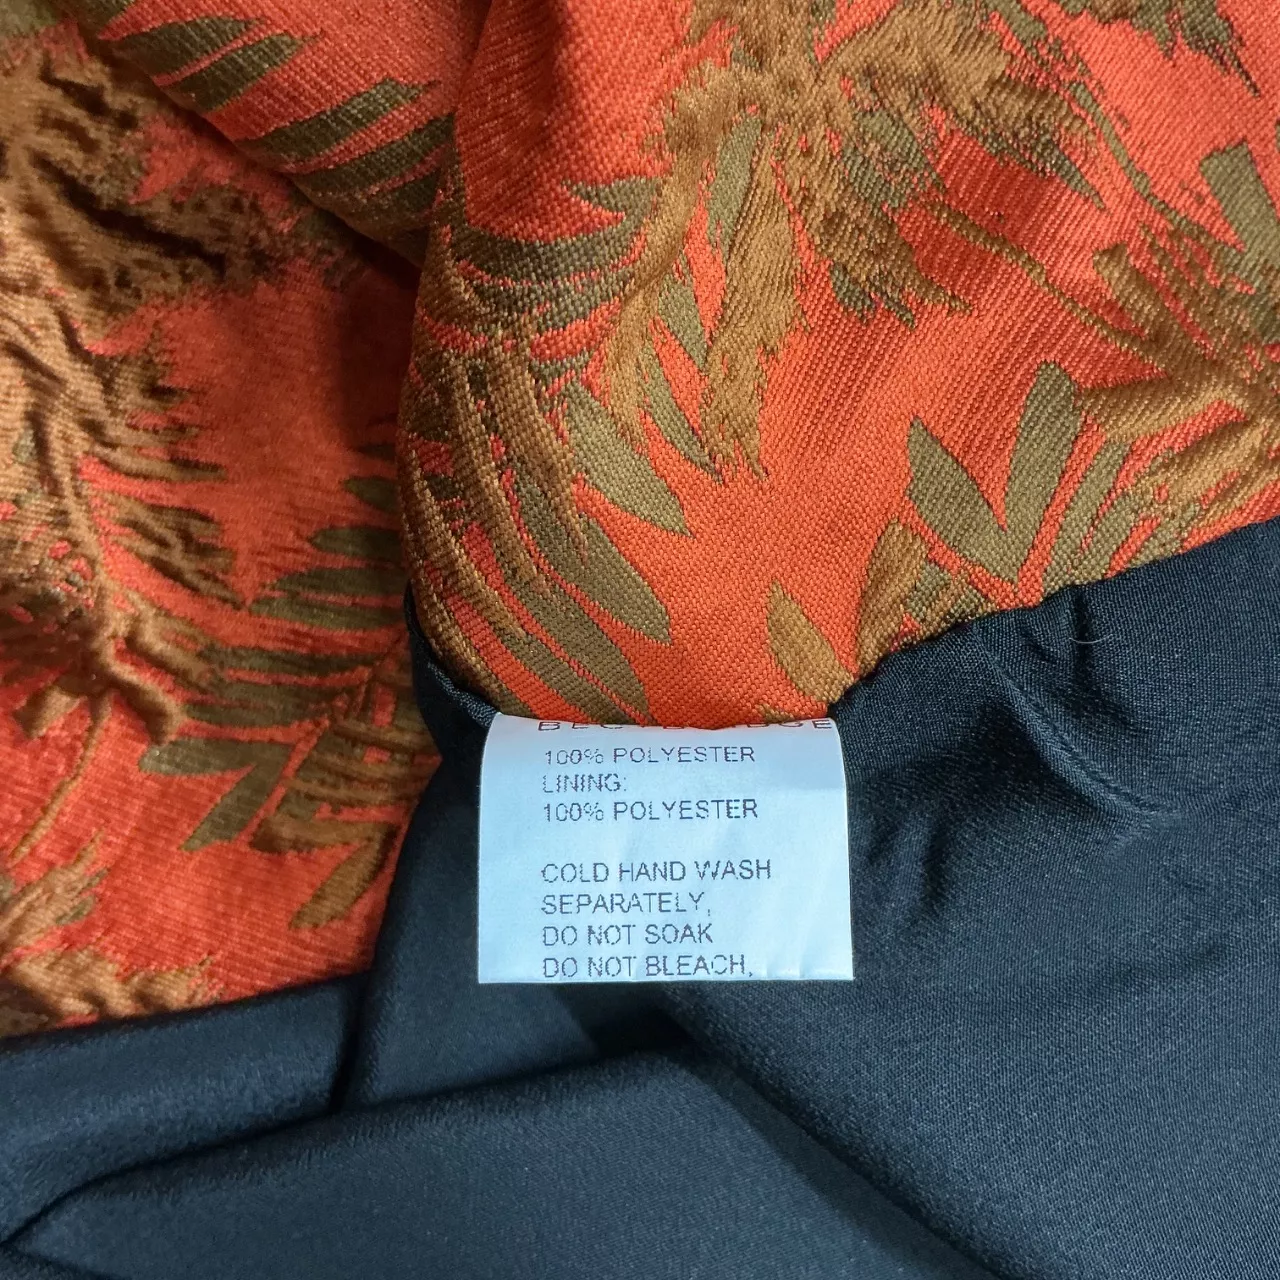 100% POLYESTER
LINING:
100% POLYESTER
COLD HAND WASH
SEPARATELY,
DO NOT SOAK
DO NOT BLEACH,